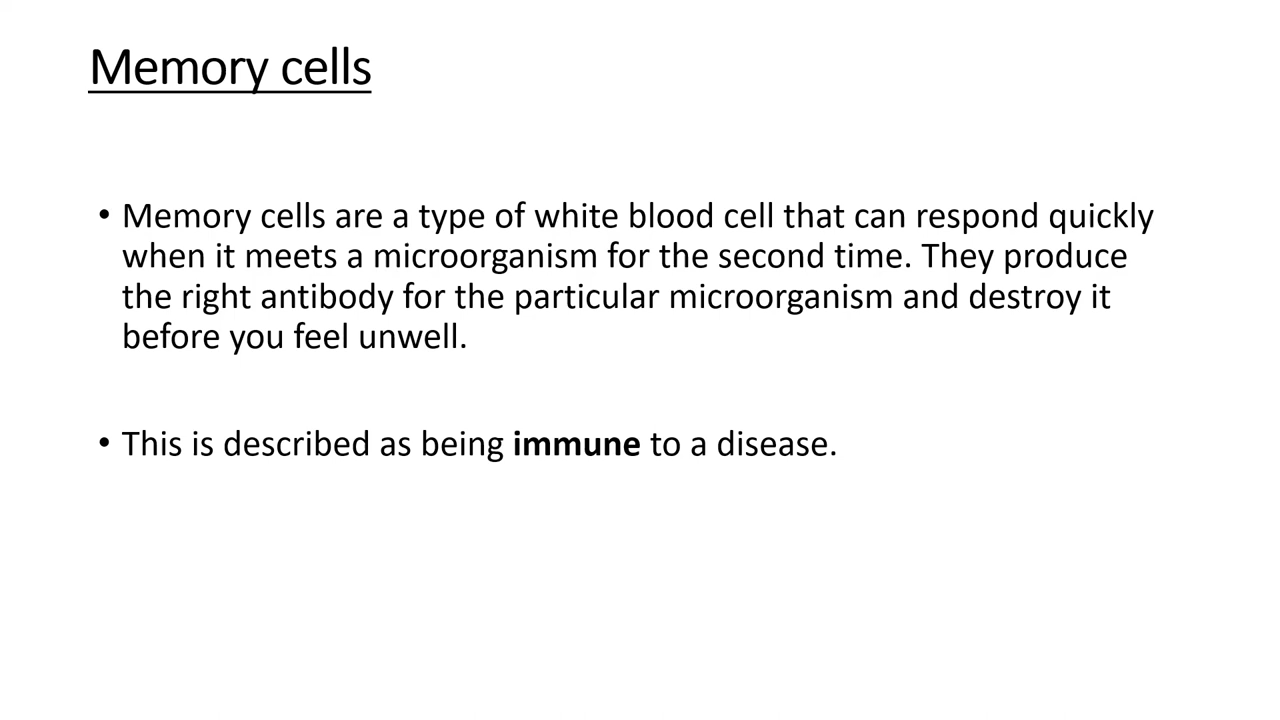 Memory cells
• Memory cells are a type of white blood cell that can respond quickly
when it meets a microorganism for the second time. They produce
the right antibody for the particular microorganism and destroy it
before you feel unwell.
• This is described as being immune to a disease.